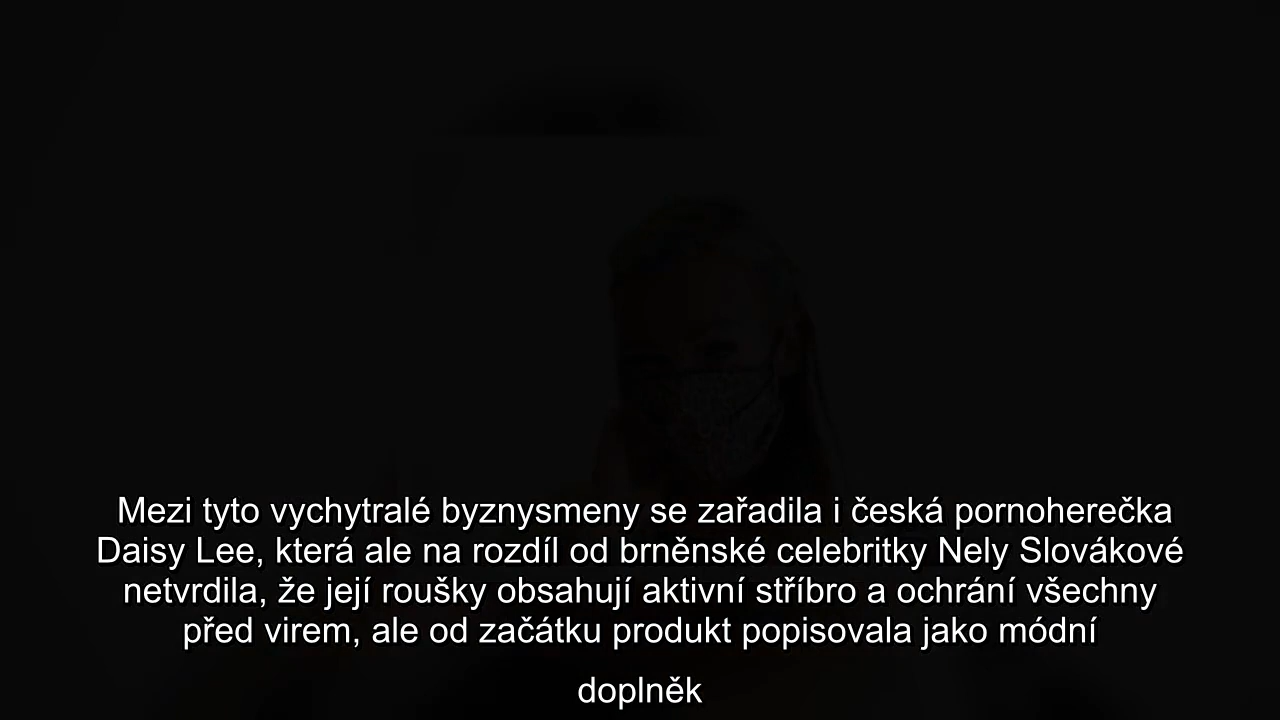 Mezi tyto vychytralé byznysmeny se zařadila i česká pornoherečka
Daisy Lee, která ale na rozdíl od brněnské celebritky Nely Slovákové
netvrdila, že její roušky obsahují aktivní stříbro a ochrání všechny
před virem, ale od začátku produkt popisovala jako módní
doplněk